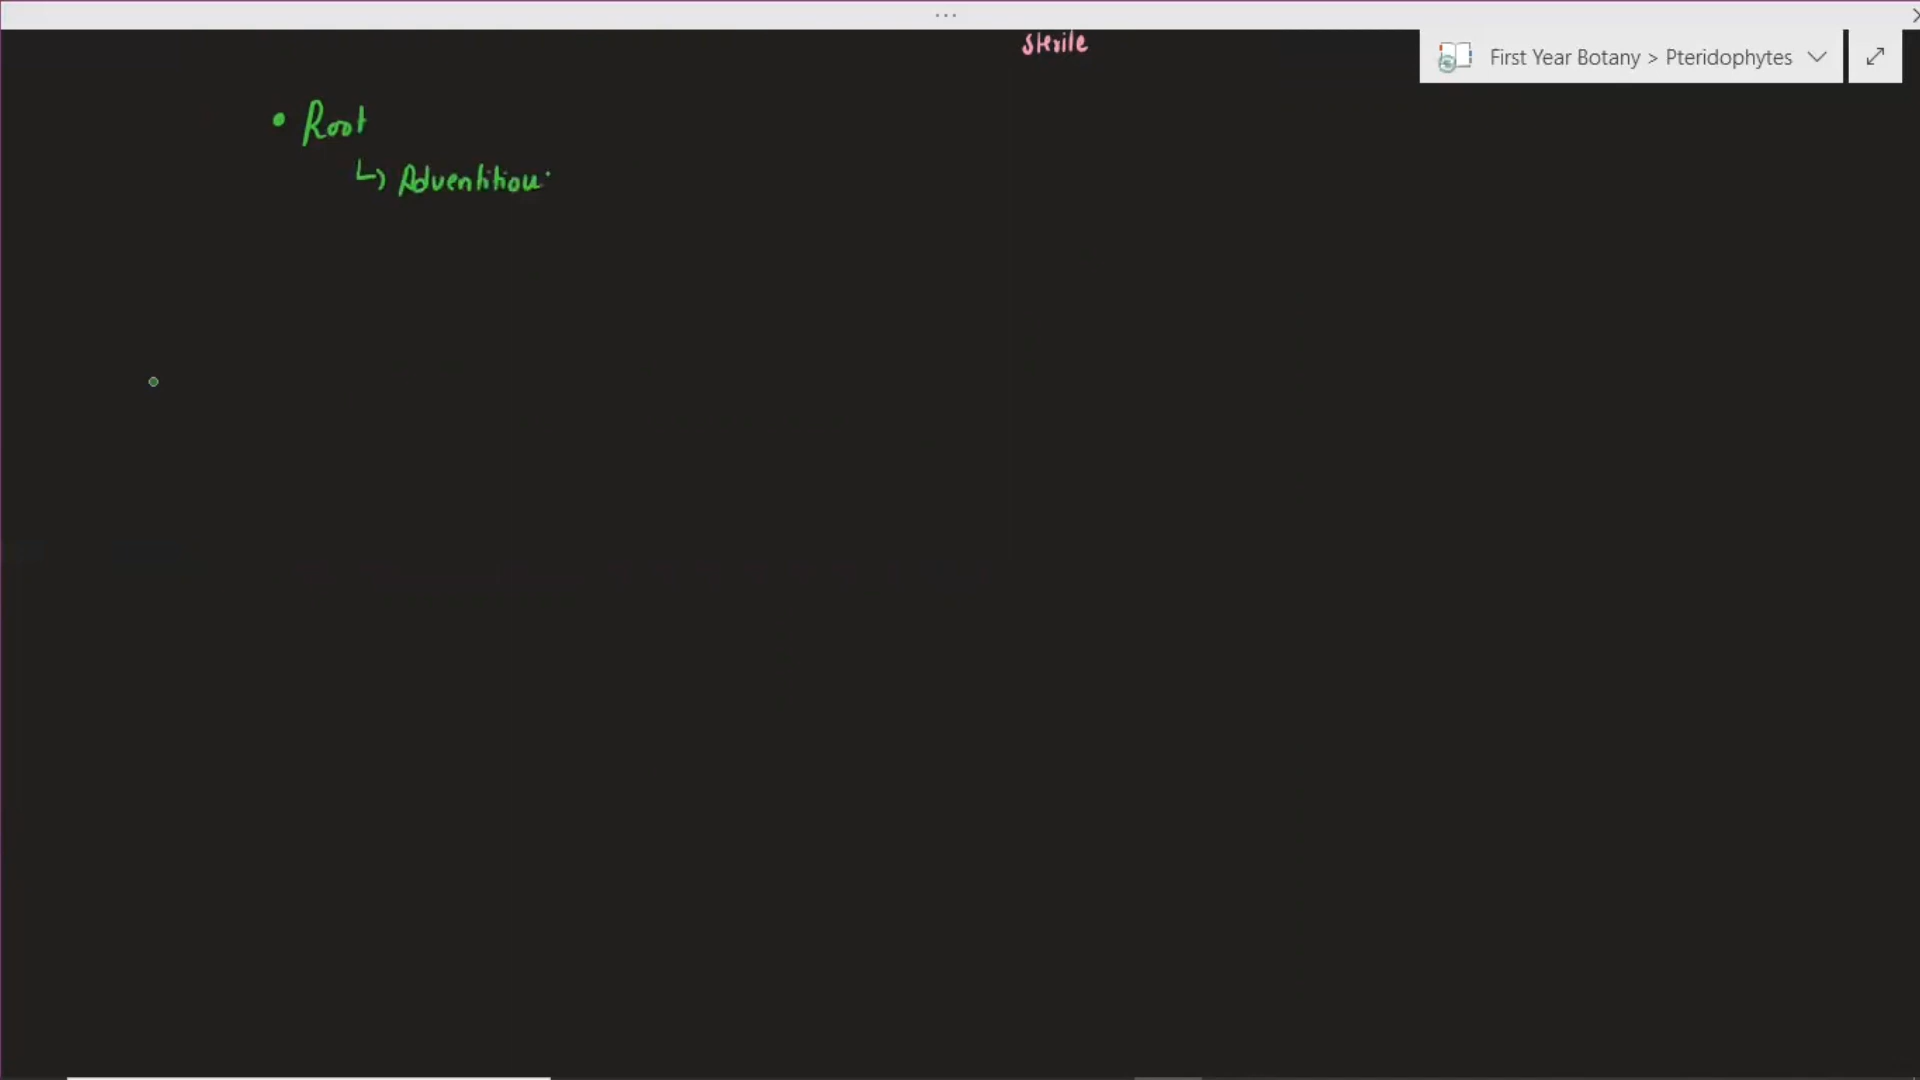 Sterile
First Year Botany > Pteridophytes
• Root
↳ Adventitiou